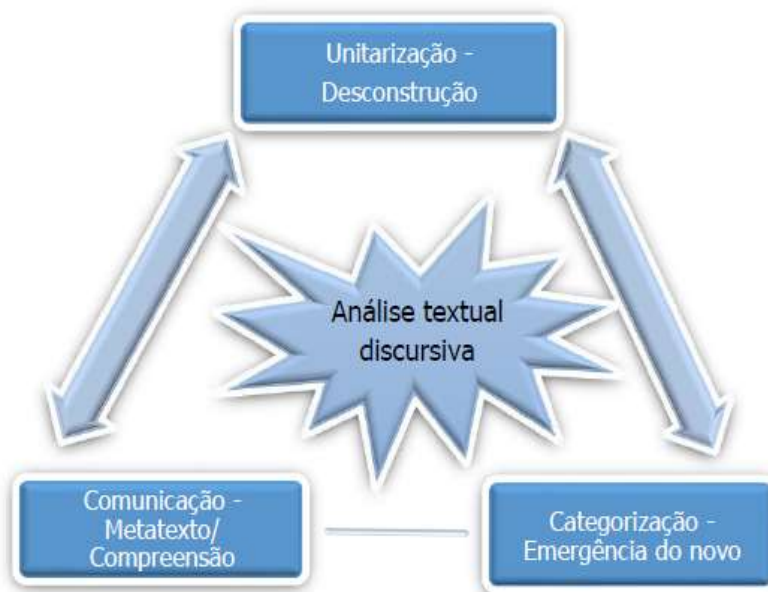 Unitarização -
Desconstrução
Análise textual
discursiva
Comunicação -
Metatexto/
Compreensão
Categorização -
Emergência do novo